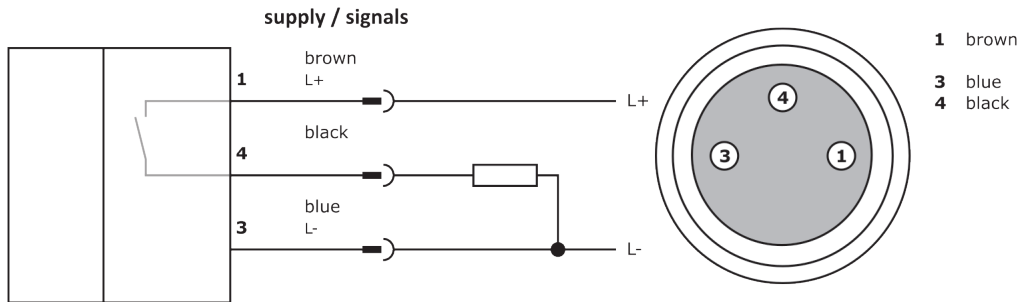 supply / signals
brown
1 L+
L+
black
4
blue
3 L-
L-
4
3 1
1 brown
3 blue
4 black